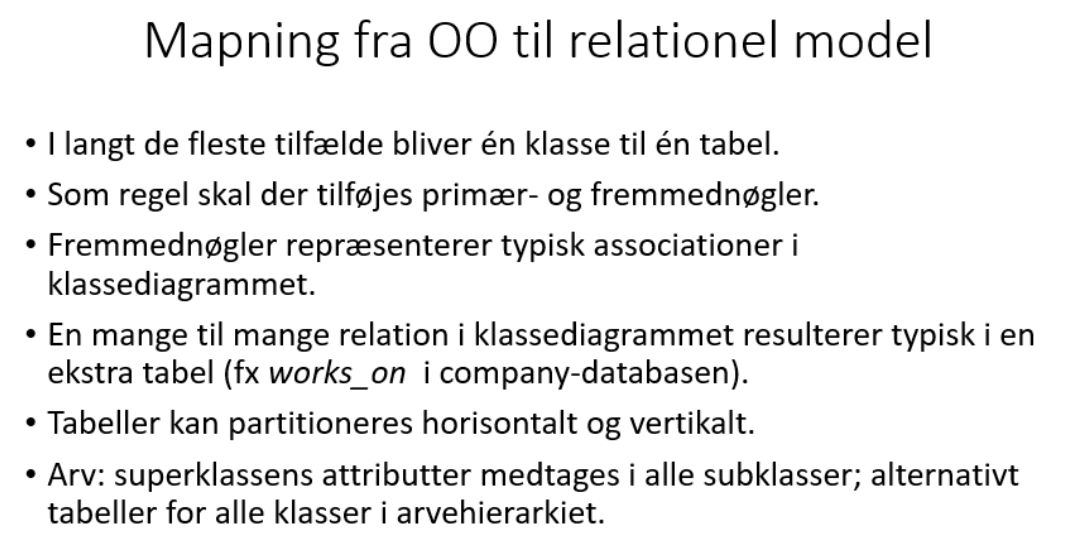 Mapning fra OO til relationel model
• I langt de fleste tilfælde bliver én klasse til én tabel.
• Som regel skal der tilføjes primær- og fremmednøgler.
• Fremmednøgler repræsenterer typisk associationer i
klassediagrammet.
• En mange til mange relation i klassediagrammet resulterer typisk i en
ekstra tabel (fx works_on i company-databasen).
• Tabeller kan partitioneres horisontalt og vertikalt.
• Arv: superklassens attributter medtages i alle subklasser; alternativt
tabeller for alle klasser i arvehierarkiet.